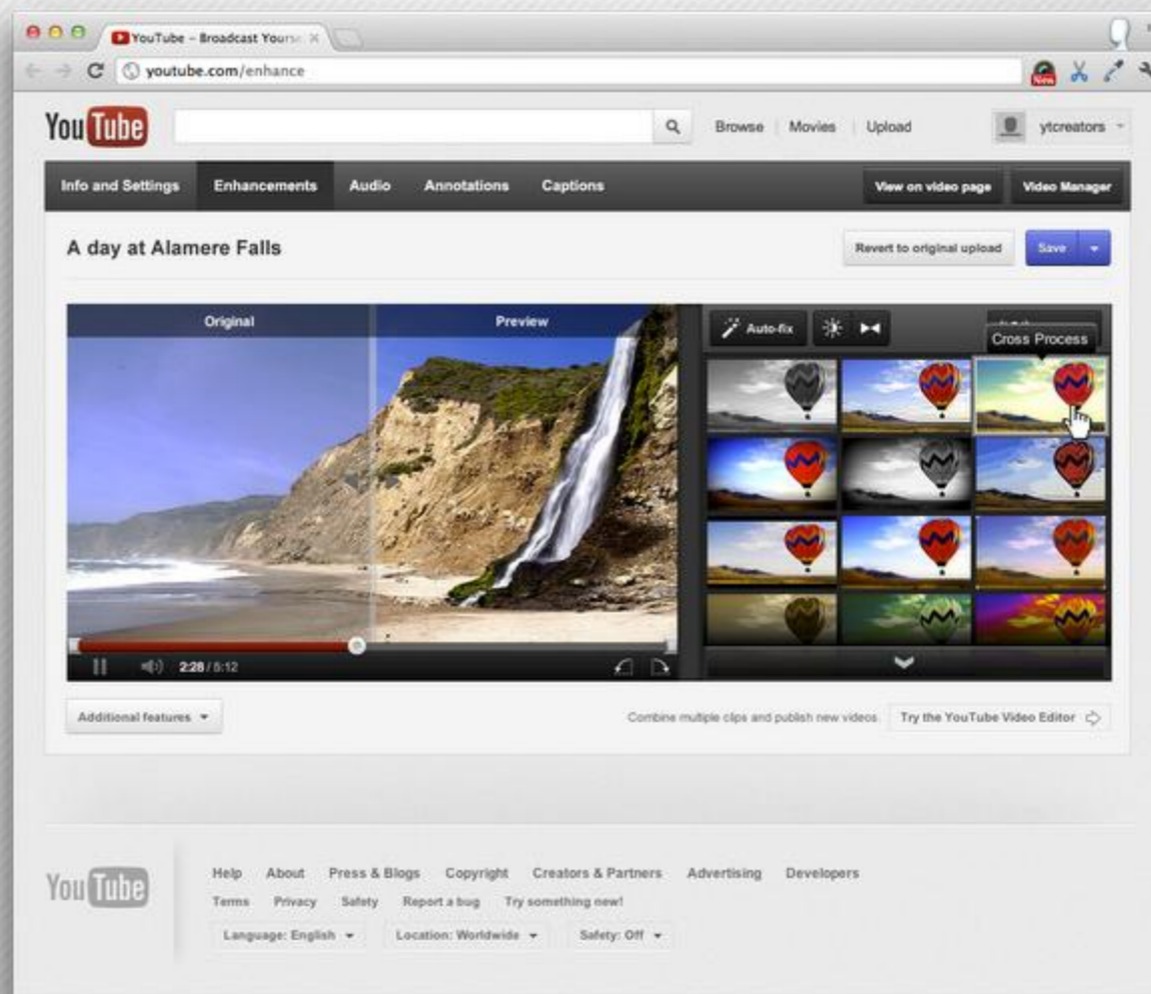 YouTube – Broadcast Yours
youtube.com/enhance
New
YouTube
Browse Movies Upload ytcreators
Info and Settings Enhancements Audio Annotations Captions View on video page Video Manager
A day at Alamere Falls
Revert to original upload Save
Original Preview
Auto-fix
Cross Process
2:28 / 5:12
Additional features
Combine multiple clips and publish new videos. Try the YouTube Video Editor
YouTube
Help About Press & Blogs Copyright Creators & Partners Advertising Developers
Terms Privacy Safety Report a bug Try something new!
Language: English Location: Worldwide Safety: Off